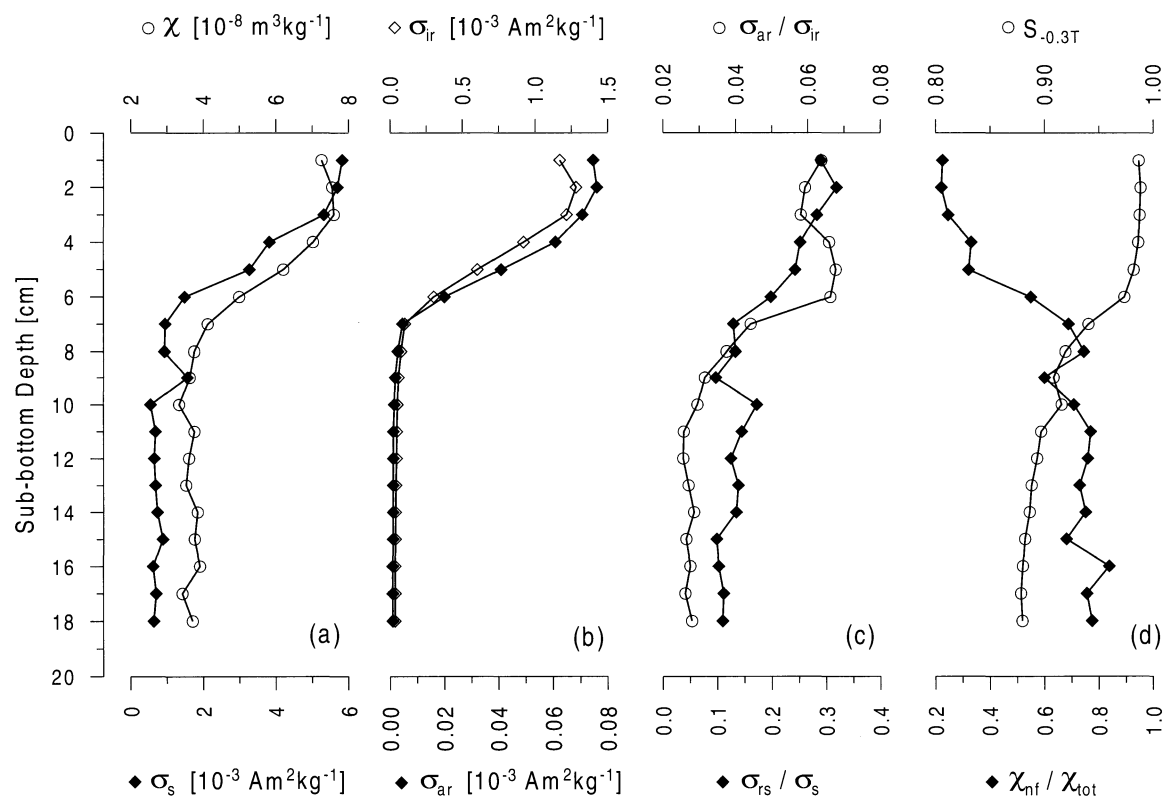 ○ χ [10⁻⁸ m³kg⁻¹] ◇ σir [10⁻³ Am²kg⁻¹] ○ σar / σir ○ S-0.3T
2 4 6 8 0.0 0.5 1.0 1.5 0.02 0.04 0.06 0.08 0.80 0.90 1.00
0
2
4
6
8
10
12
14
16
18
20
Sub-bottom Depth [cm]
(a) (b) (c) (d)
0 2 4 6 0.00 0.02 0.04 0.06 0.08 0.0 0.1 0.2 0.3 0.4 0.2 0.4 0.6 0.8 1.0
◆ σs [10⁻³ Am²kg⁻¹] ◆ σar [10⁻³ Am²kg⁻¹] ◆ σrs / σs ◆ χnf / χtot